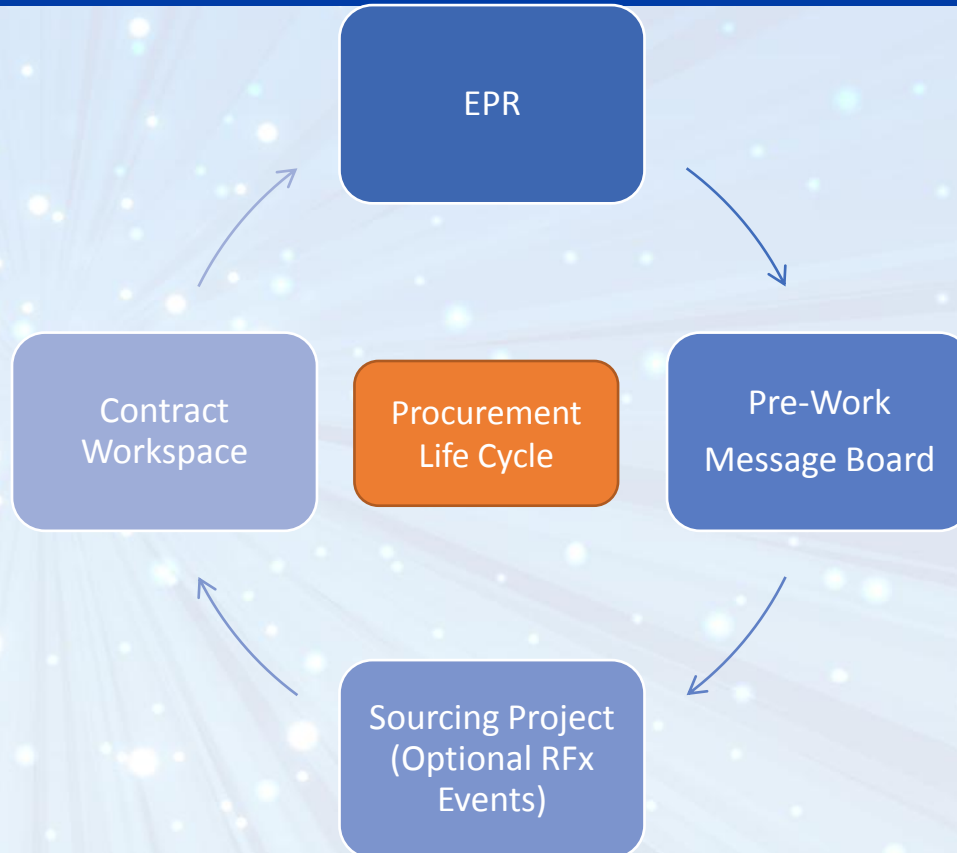 EPR
Pre-Work
Message Board
Procurement
Life Cycle
Contract
Workspace
Sourcing Project
(Optional RFx
Events)